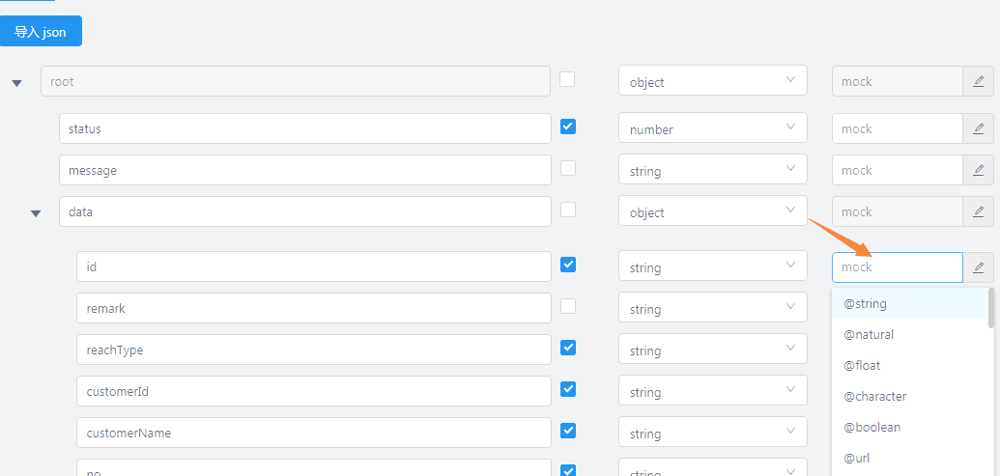 导入 json
root object mock
status number mock
message string mock
data object mock
id string mock
@string
remark string
@natural
reachType string
@float
customerId string
@character
customerName string
@boolean
@url
no string